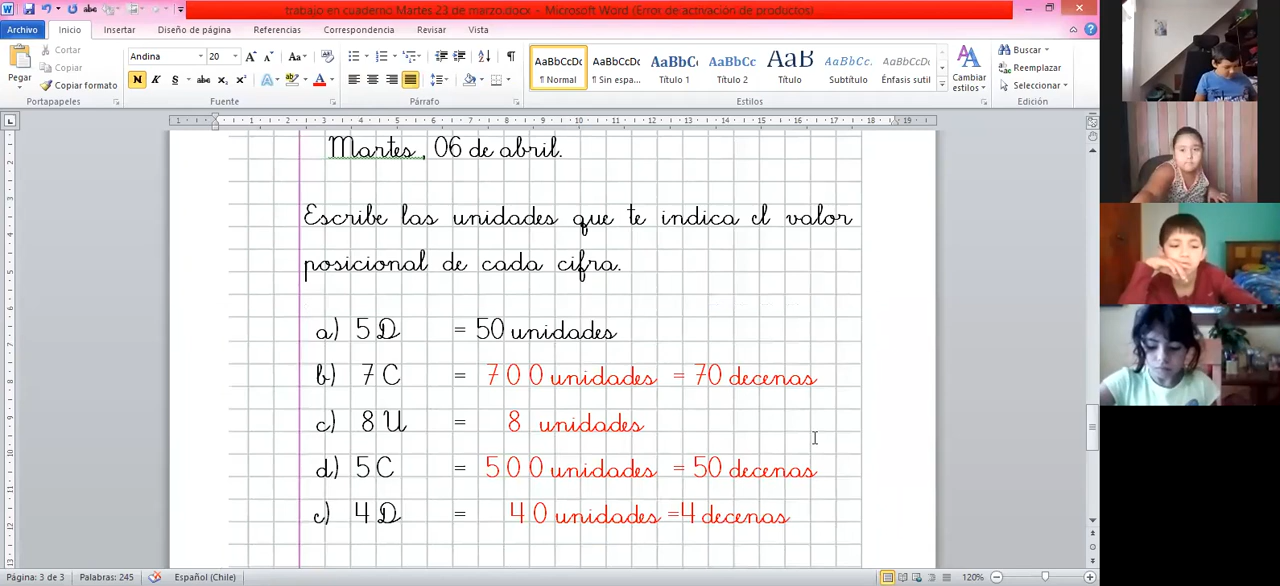 trabajo en cuaderno Martes 23 de marzo.docx - Microsoft Word (Error de activación de productos)
Archivo Inicio Insertar Diseño de página Referencias Correspondencia Revisar Vista
Pegar
Cortar
Copiar
Copiar formato
Portapapeles
Andina 20
Fuente
Párrafo
AaBbCcDc AaBbCcDc AaBbC AaBbCc AaB AaBbCc. AaBbCcDc
¶ Normal ¶ Sin espa... Título 1 Título 2 Título Subtítulo Énfasis sutil
Estilos
Cambiar estilos
Buscar
Reemplazar
Seleccionar
Edición
Martes , 06 de abril.
Escribe las unidades que te indica el valor
posicional de cada cifra.
a) 5 D = 50 unidades
b) 7 C = 7 0 0 unidades = 70 decenas
c) 8 U = 8 unidades
d) 5 C = 5 0 0 unidades = 50 decenas
e) 4 D = 4 0 unidades =4 decenas
Página: 3 de 3 Palabras: 245 Español (Chile) 120%